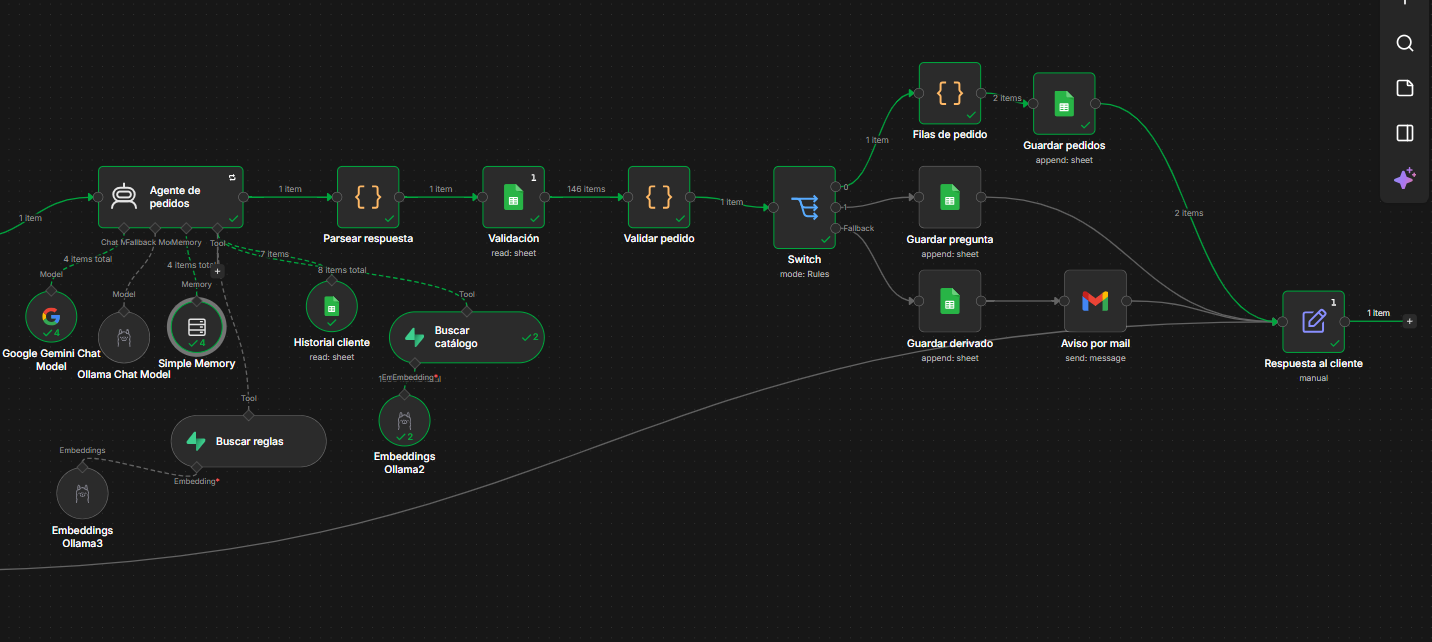 1 item
Agente de
pedidos
Chat M
Fallback Mo
Memory
Tool
1 item
Parsear respuesta
1 item
1
Validación
read: sheet
146 items
Validar pedido
1 item
Switch
mode: Rules
0
1
Fallback
1 item
Filas de pedido
2 items
Guardar pedidos
append: sheet
Guardar pregunta
append: sheet
Guardar derivado
append: sheet
Aviso por mail
send: message
2 items
1
Respuesta al cliente
manual
1 item
4 items total
Model
4
Google Gemini Chat
Model
Model
Ollama Chat Model
4 items total
Memory
4
Simple Memory
7 items
8 items total
Historial cliente
read: sheet
Tool
Buscar
catálogo
2
Embedding*
2
Embeddings
Ollama2
Tool
Buscar reglas
Embedding*
Embeddings
Embeddings
Ollama3